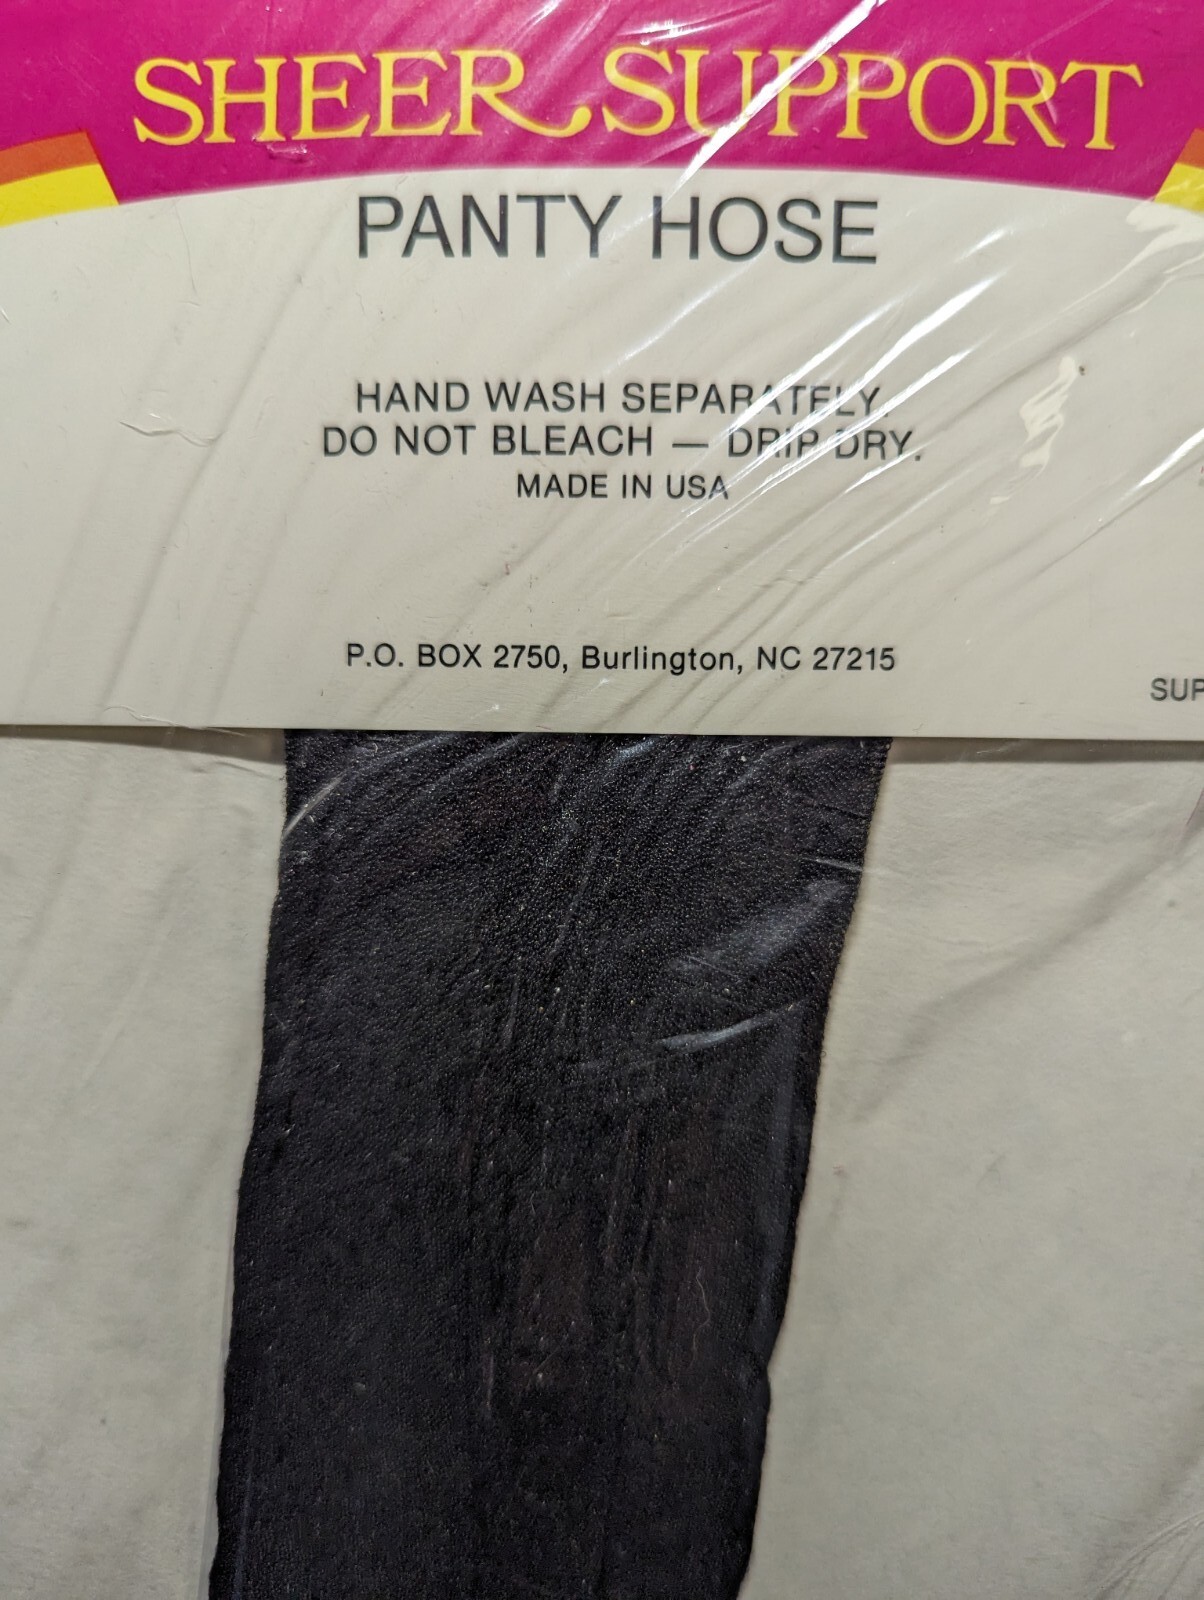 SHEER SUPPORT
PANTY HOSE
HAND WASH SEPARATELY.
DO NOT BLEACH — DRIP DRY.
MADE IN USA
P.O. BOX 2750, Burlington, NC 27215
SUP